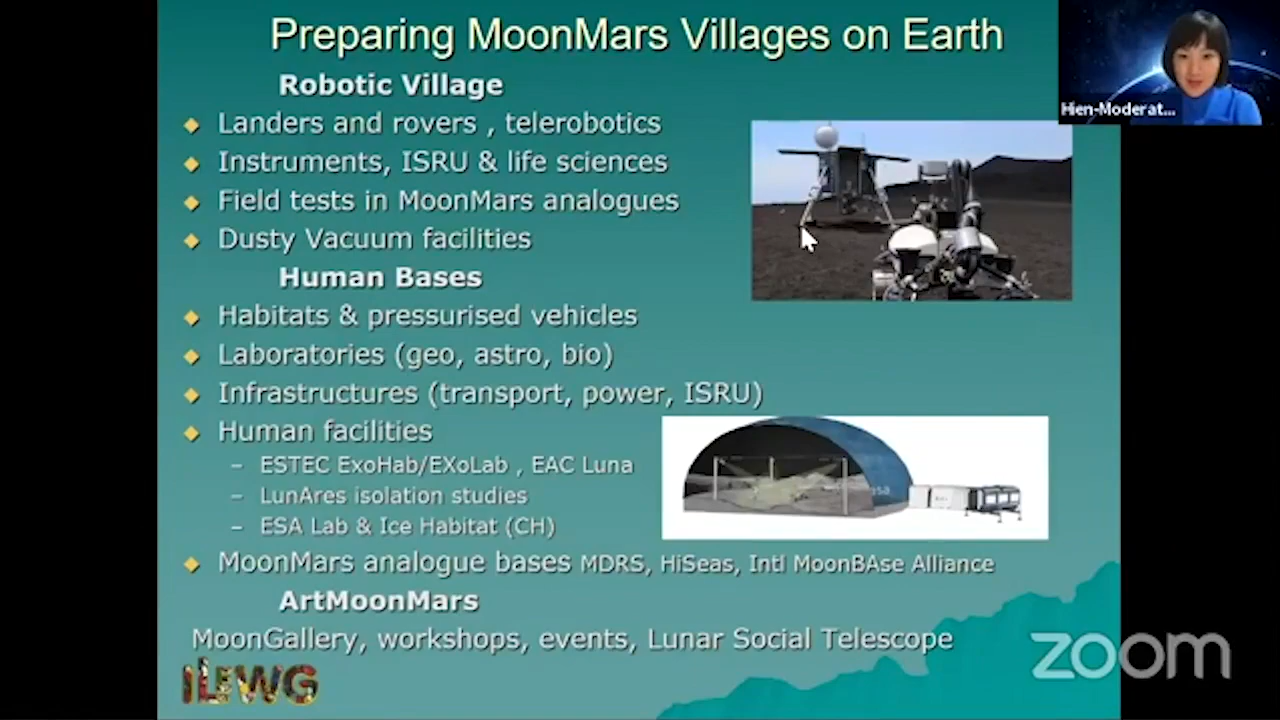 Preparing MoonMars Villages on Earth
Robotic Village
Landers and rovers , telerobotics
Instruments, ISRU & life sciences
Field tests in MoonMars analogues
Dusty Vacuum facilities
Human Bases
Habitats & pressurised vehicles
Laboratories (geo, astro, bio)
Infrastructures (transport, power, ISRU)
Human facilities
– ESTEC ExoHab/EXoLab , EAC Luna
– LunAres isolation studies
– ESA Lab & Ice Habitat (CH)
MoonMars analogue bases MDRS, HiSeas, Intl MoonBAse Alliance
ArtMoonMars
MoonGallery, workshops, events, Lunar Social Telescope
ILEWG
Hien-Moderat...
esa
zoom